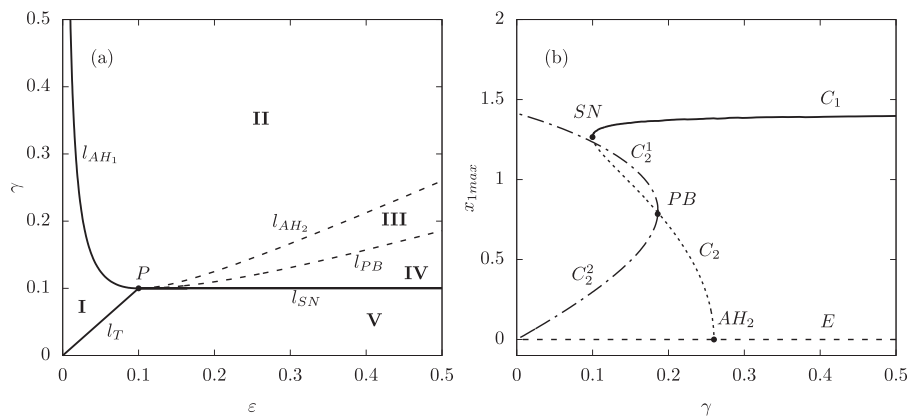 0.5
0.4
0.3
0.2
0.1
0
γ
(a)
II
l_{AH_1}
l_{AH_2}
III
l_{PB}
P
IV
l_{SN}
I
l_T
V
0 0.1 0.2 0.3 0.4 0.5
ε
2
1.5
1
0.5
0
x_{1max}
(b)
C_1
SN
C_2^1
PB
C_2
C_2^2
AH_2
E
0 0.1 0.2 0.3 0.4 0.5
γ